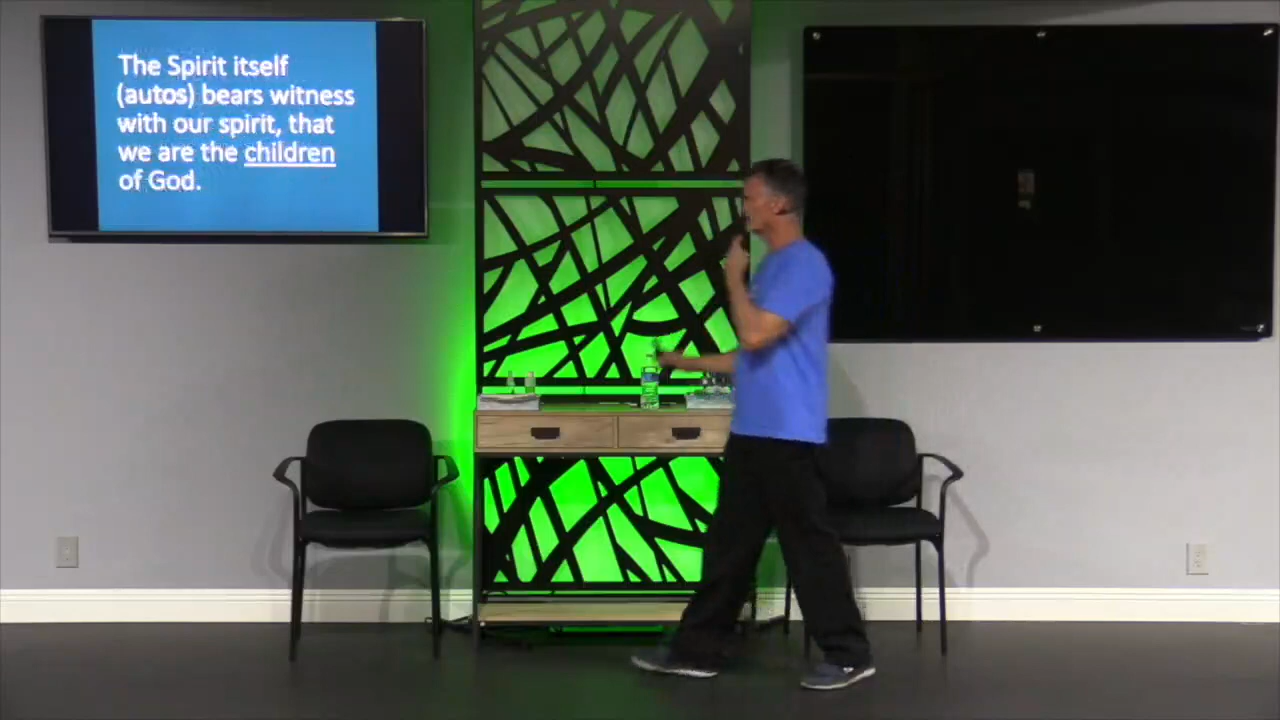 The Spirit itself
(autos) bears witness
with our spirit, that
we are the children
of God.